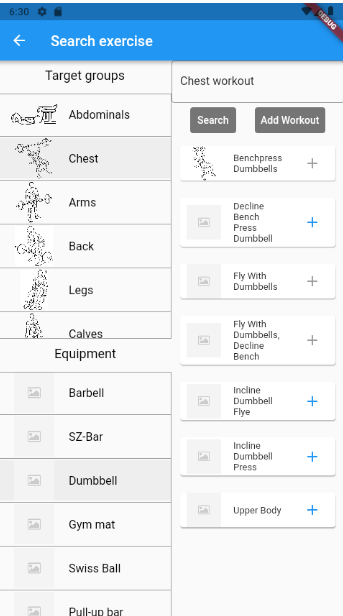 6:30
DEBUG
Search exercise
Target groups
Abdominals
Chest
Arms
Back
Legs
Calves
Equipment
Barbell
SZ-Bar
Dumbbell
Gym mat
Swiss Ball
Pull-up bar
Chest workout
Search
Add Workout
Benchpress
Dumbbells
Decline
Bench
Press
Dumbbell
Fly With
Dumbbells
Fly With
Dumbbells,
Decline
Bench
Incline
Dumbbell
Flye
Incline
Dumbbell
Press
Upper Body